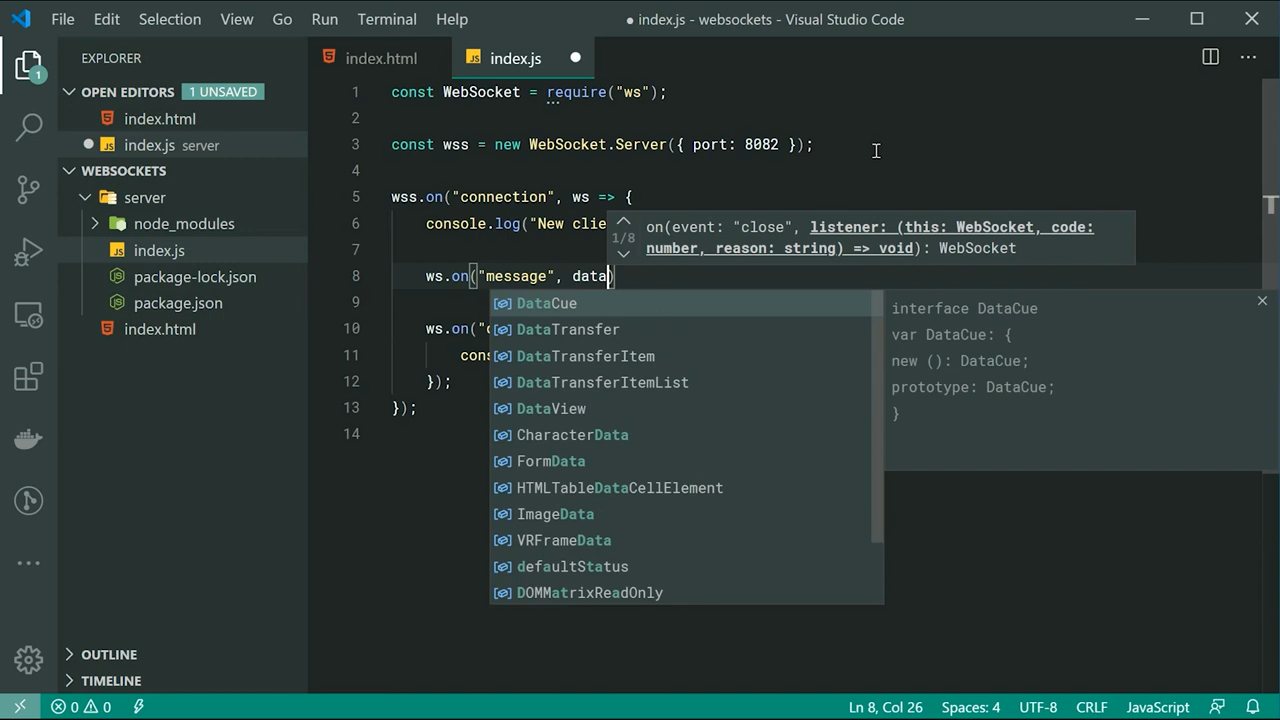 File Edit Selection View Go Run Terminal Help
● index.js - websockets - Visual Studio Code
EXPLORER
OPEN EDITORS 1 UNSAVED
index.html
index.js server
WEBSOCKETS
server
node_modules
index.js
package-lock.json
package.json
index.html
OUTLINE
TIMELINE
1
index.html
index.js
1 const WebSocket = require("ws");
2
3 const wss = new WebSocket.Server({ port: 8082 });
4
5 wss.on("connection", ws => {
6 console.log("New clie
7
8 ws.on("message", data)
9
10 ws.on("c
11 cons
12 });
13 });
14
1/8
on(event: "close", listener: (this: WebSocket, code:
number, reason: string) => void): WebSocket
DataCue
DataTransfer
DataTransferItem
DataTransferItemList
DataView
CharacterData
FormData
HTMLTableDataCellElement
ImageData
VRFrameData
defaultStatus
DOMMatrixReadOnly
interface DataCue
var DataCue: {
new (): DataCue;
prototype: DataCue;
}
0 0
Ln 8, Col 26 Spaces: 4 UTF-8 CRLF JavaScript